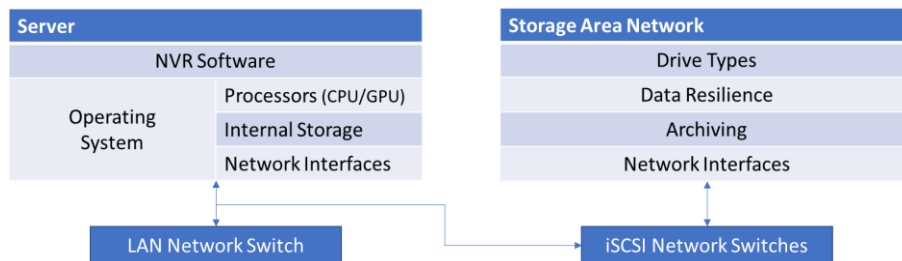 Server
NVR Software
Operating
System
Processors (CPU/GPU)
Internal Storage
Network Interfaces
LAN Network Switch
Storage Area Network
Drive Types
Data Resilience
Archiving
Network Interfaces
iSCSI Network Switches